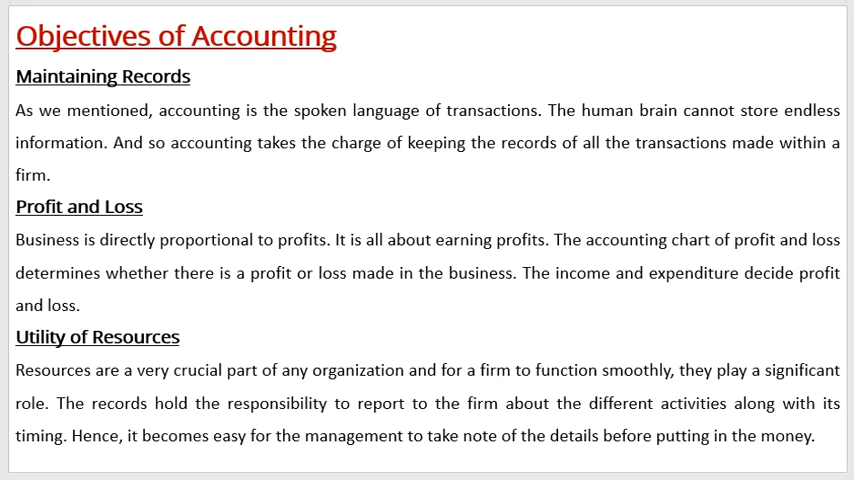 Objectives of Accounting
Maintaining Records
As we mentioned, accounting is the spoken language of transactions. The human brain cannot store endless
information. And so accounting takes the charge of keeping the records of all the transactions made within a
firm.
Profit and Loss
Business is directly proportional to profits. It is all about earning profits. The accounting chart of profit and loss
determines whether there is a profit or loss made in the business. The income and expenditure decide profit
and loss.
Utility of Resources
Resources are a very crucial part of any organization and for a firm to function smoothly, they play a significant
role. The records hold the responsibility to report to the firm about the different activities along with its
timing. Hence, it becomes easy for the management to take note of the details before putting in the money.